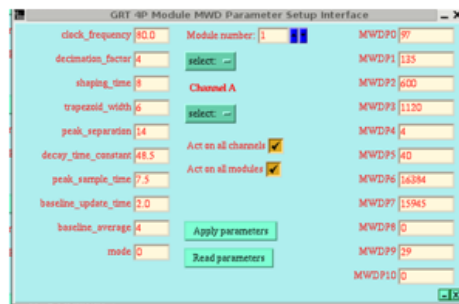 GRT 4P Module MWD Parameter Setup Interface
clock_frequency 80.0 Module number: 1 MWDP0 97
decimation_factor 4 select: MWDP1 135
shaping_time 8 Channel A MWDP2 600
trapezoid_width 6 select: MWDP3 1120
peak_separation 14 MWDP4 4
decay_time_constant 48.5 Act on all channels MWDP5 40
peak_sample_time 7.5 Act on all modules MWDP6 16384
baseline_update_time 2.0 MWDP7 15945
baseline_average 4 Apply parameters MWDP8 0
mode 0 Read parameters MWDP9 29
MWDP10 0